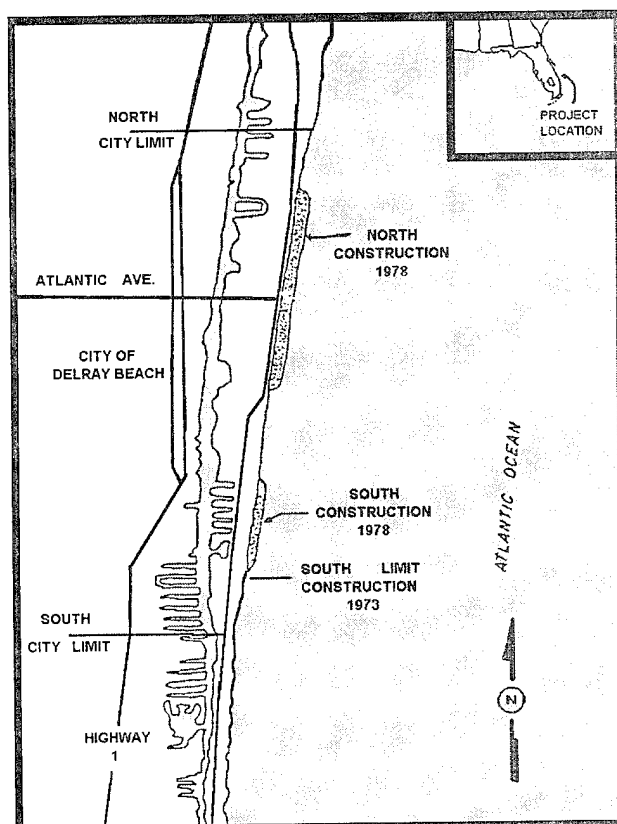 PROJECT
LOCATION
NORTH
CITY LIMIT
NORTH
CONSTRUCTION
1978
ATLANTIC AVE.
CITY OF
DELRAY BEACH
SOUTH
CONSTRUCTION
1978
ATLANTIC OCEAN
SOUTH LIMIT
CONSTRUCTION
1973
SOUTH
CITY LIMIT
N
HIGHWAY
1